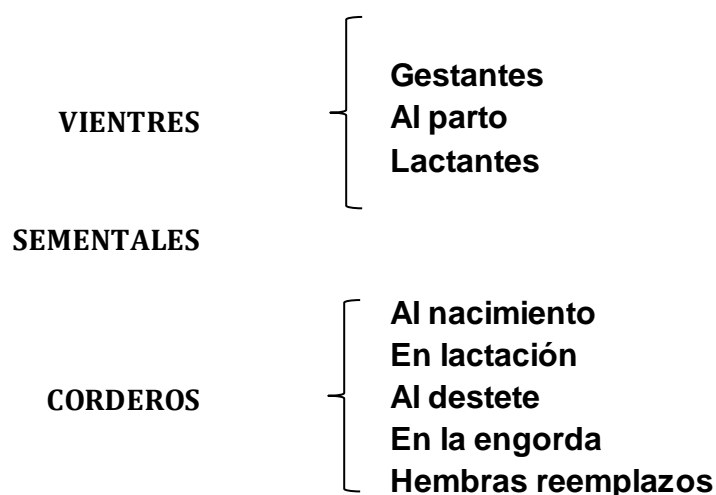 VIENTRES
Gestantes
Al parto
Lactantes
SEMENTALES
CORDEROS
Al nacimiento
En lactación
Al destete
En la engorda
Hembras reemplazos